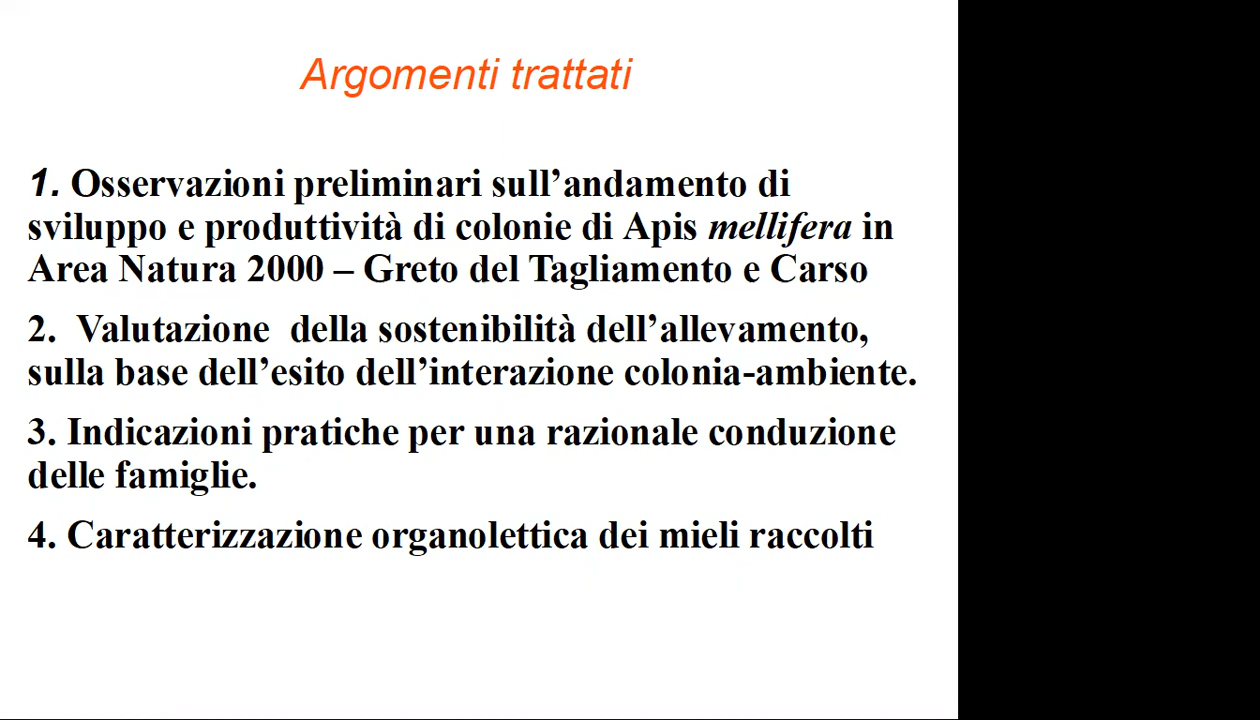 Argomenti trattati
1. Osservazioni preliminari sull’andamento di
sviluppo e produttività di colonie di Apis mellifera in
Area Natura 2000 – Greto del Tagliamento e Carso
2. Valutazione della sostenibilità dell’allevamento,
sulla base dell’esito dell’interazione colonia-ambiente.
3. Indicazioni pratiche per una razionale conduzione
delle famiglie.
4. Caratterizzazione organolettica dei mieli raccolti